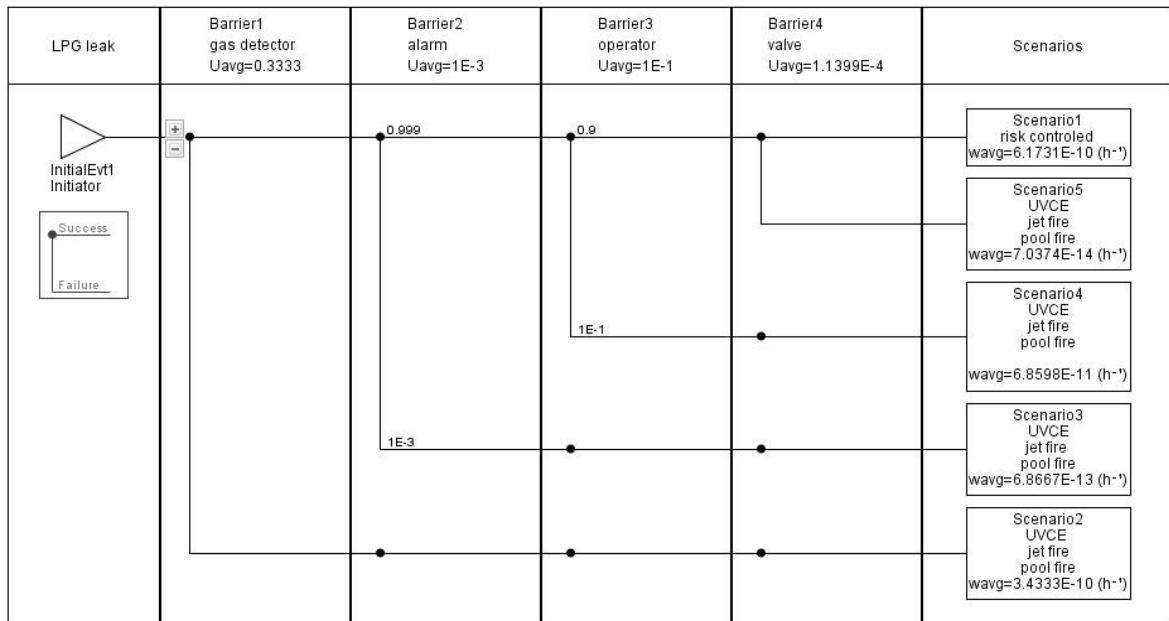 LPG leak
Barrier1
gas detector
Uavg=0.3333
Barrier2
alarm
Uavg=1E-3
Barrier3
operator
Uavg=1E-1
Barrier4
valve
Uavg=1.1399E-4
Scenarios
InitialEvt1
Initiator
Success
Failure
+
−
0.999
0.9
1E-1
1E-3
Scenario1
risk controled
wavg=6.1731E-10 (h⁻¹)
Scenario5
UVCE
jet fire
pool fire
wavg=7.0374E-14 (h⁻¹)
Scenario4
UVCE
jet fire
pool fire
wavg=6.8598E-11 (h⁻¹)
Scenario3
UVCE
jet fire
pool fire
wavg=6.8667E-13 (h⁻¹)
Scenario2
UVCE
jet fire
pool fire
wavg=3.4333E-10 (h⁻¹)